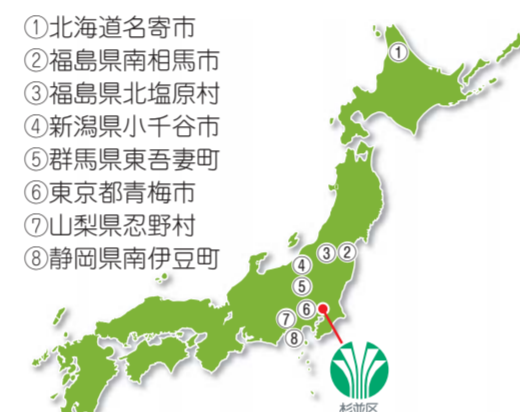 ①北海道名寄市
②福島県南相馬市
③福島県北塩原村
④新潟県小千谷市
⑤群馬県東吾妻町
⑥東京都青梅市
⑦山梨県忍野村
⑧静岡県南伊豆町
①
③ ②
④
⑤
⑥
⑦
⑧
杉並区